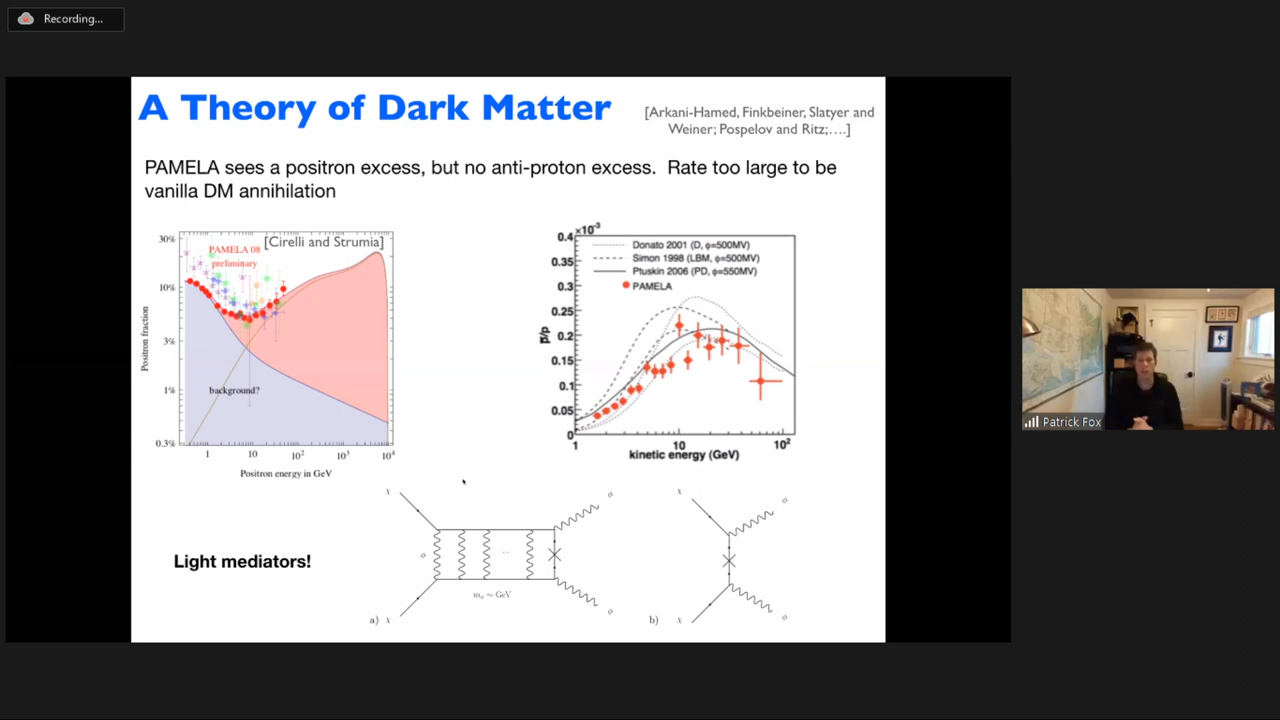 Recording...
A Theory of Dark Matter
[Arkani-Hamed, Finkbeiner, Slatyer and
Weiner; Pospelov and Ritz;....]
PAMELA sees a positron excess, but no anti-proton excess. Rate too large to be
vanilla DM annihilation
30%
10%
3%
1%
0.3%
Positron fraction
PAMELA 08
preliminary
[Cirelli and Strumia]
background?
1
10
10²
10³
10⁴
Positron energy in GeV
×10⁻³
0.4
0.35
0.3
0.25
0.2
0.15
0.1
0.05
0
p̅/p
Donato 2001 (D, ϕ=500MV)
Simon 1998 (LBM, ϕ=500MV)
Ptuskin 2006 (PD, ϕ=550MV)
PAMELA
1
10
10²
kinetic energy (GeV)
Light mediators!
χ
ϕ
ϕ
...
mϕ ∼ GeV
a) χ
ϕ
χ
ϕ
b) χ
ϕ
Patrick Fox